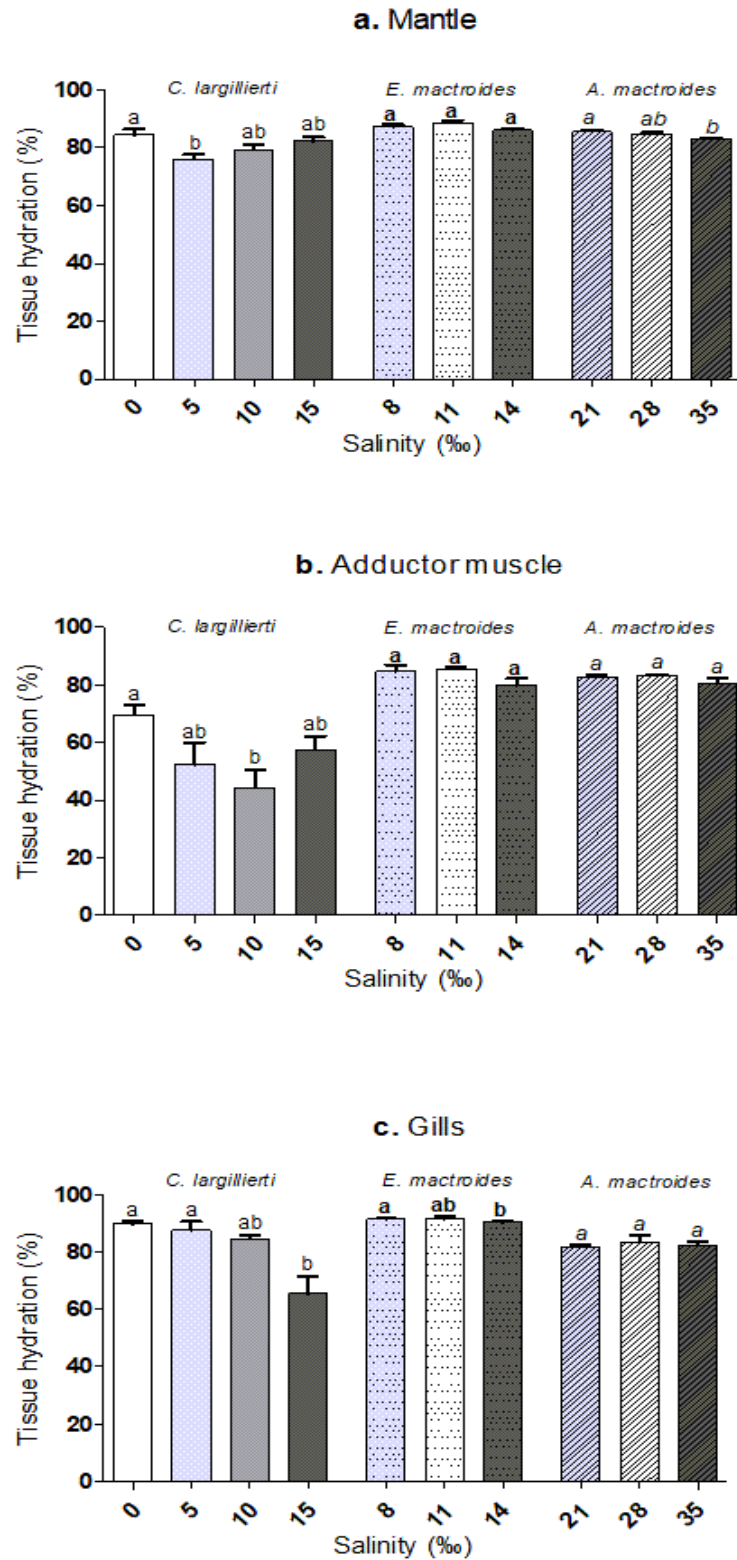 a. Mantle
C. largillierti E. mactroides A. mactroides
Tissue hydration (%)
100
80
60
40
20
0
a b ab ab a a a a ab b
0 5 10 15 8 11 14 21 28 35
Salinity (‰)
b. Adductor muscle
C. largillierti E. mactroides A. mactroides
Tissue hydration (%)
100
80
60
40
20
0
a ab b ab a a a a a a
0 5 10 15 8 11 14 21 28 35
Salinity (‰)
c. Gills
C. largillierti E. mactroides A. mactroides
Tissue hydration (%)
100
80
60
40
20
0
a a ab b a ab b a a a
0 5 10 15 8 11 14 21 28 35
Salinity (‰)